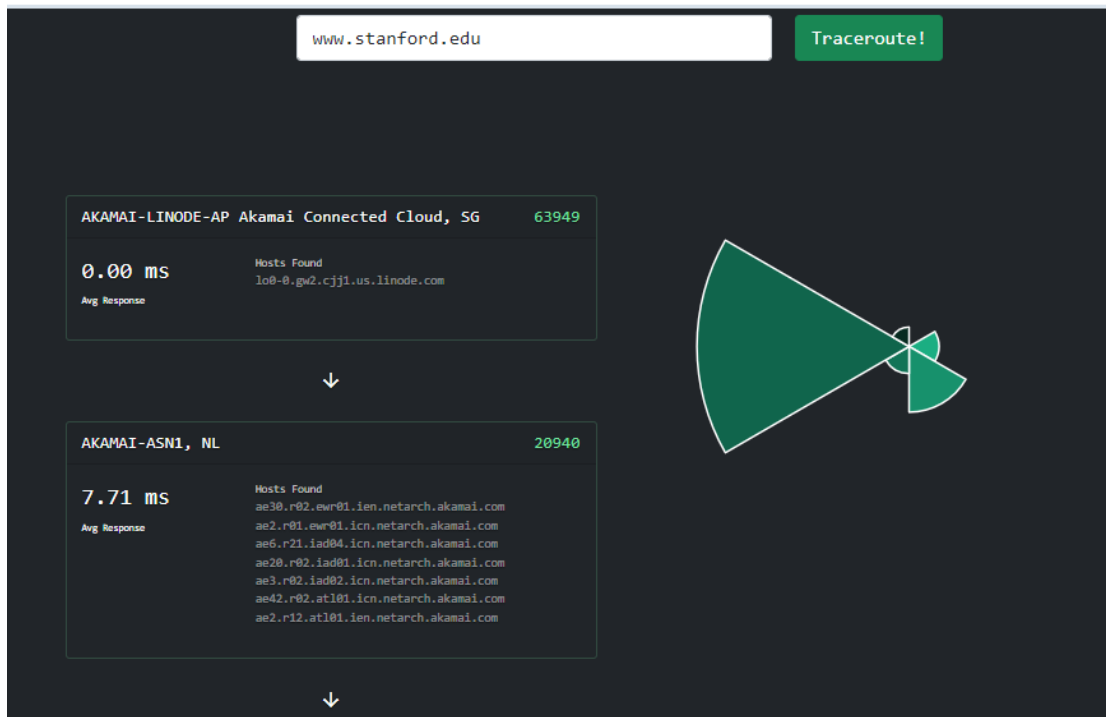 www.stanford.edu
Traceroute!
AKAMAI-LINODE-AP Akamai Connected Cloud, SG 63949
0.00 ms
Avg Response
Hosts Found
lo0-0.gw2.cjj1.us.linode.com
↓
AKAMAI-ASN1, NL 20940
7.71 ms
Avg Response
Hosts Found
ae30.r02.ewr01.ien.netarch.akamai.com
ae2.r01.ewr01.icn.netarch.akamai.com
ae6.r21.iad04.icn.netarch.akamai.com
ae20.r02.iad01.icn.netarch.akamai.com
ae3.r02.iad02.icn.netarch.akamai.com
ae42.r02.atl01.icn.netarch.akamai.com
ae2.r12.atl01.ien.netarch.akamai.com
↓